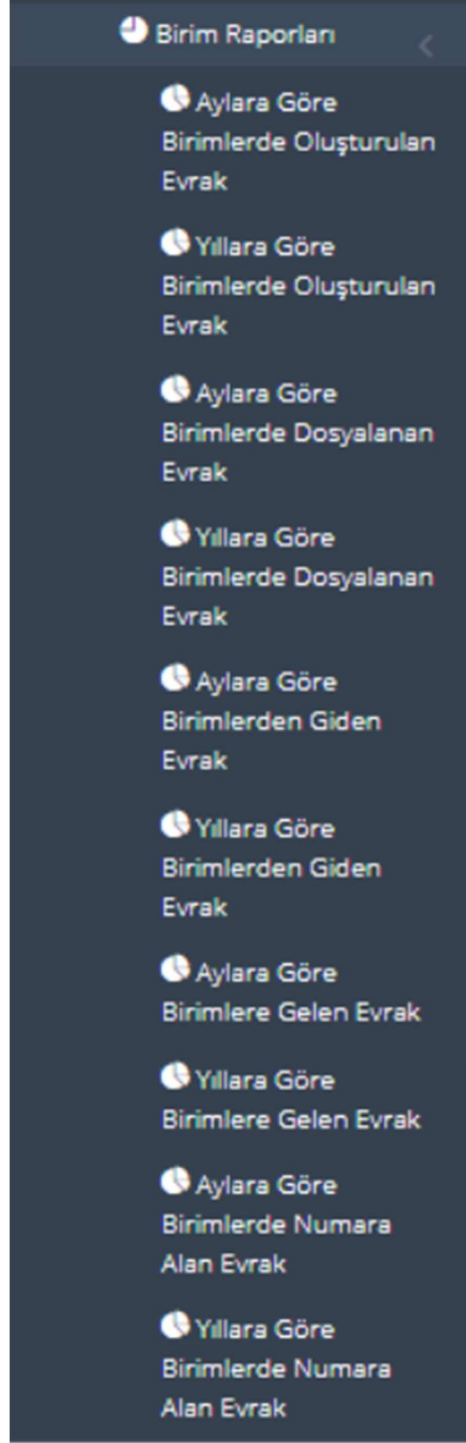 Birim Raporları
Aylara Göre
Birimlerde Oluşturulan
Evrak
Yıllara Göre
Birimlerde Oluşturulan
Evrak
Aylara Göre
Birimlerde Dosyalanan
Evrak
Yıllara Göre
Birimlerde Dosyalanan
Evrak
Aylara Göre
Birimlerden Giden
Evrak
Yıllara Göre
Birimlerden Giden
Evrak
Aylara Göre
Birimlere Gelen Evrak
Yıllara Göre
Birimlere Gelen Evrak
Aylara Göre
Birimlerde Numara
Alan Evrak
Yıllara Göre
Birimlerde Numara
Alan Evrak